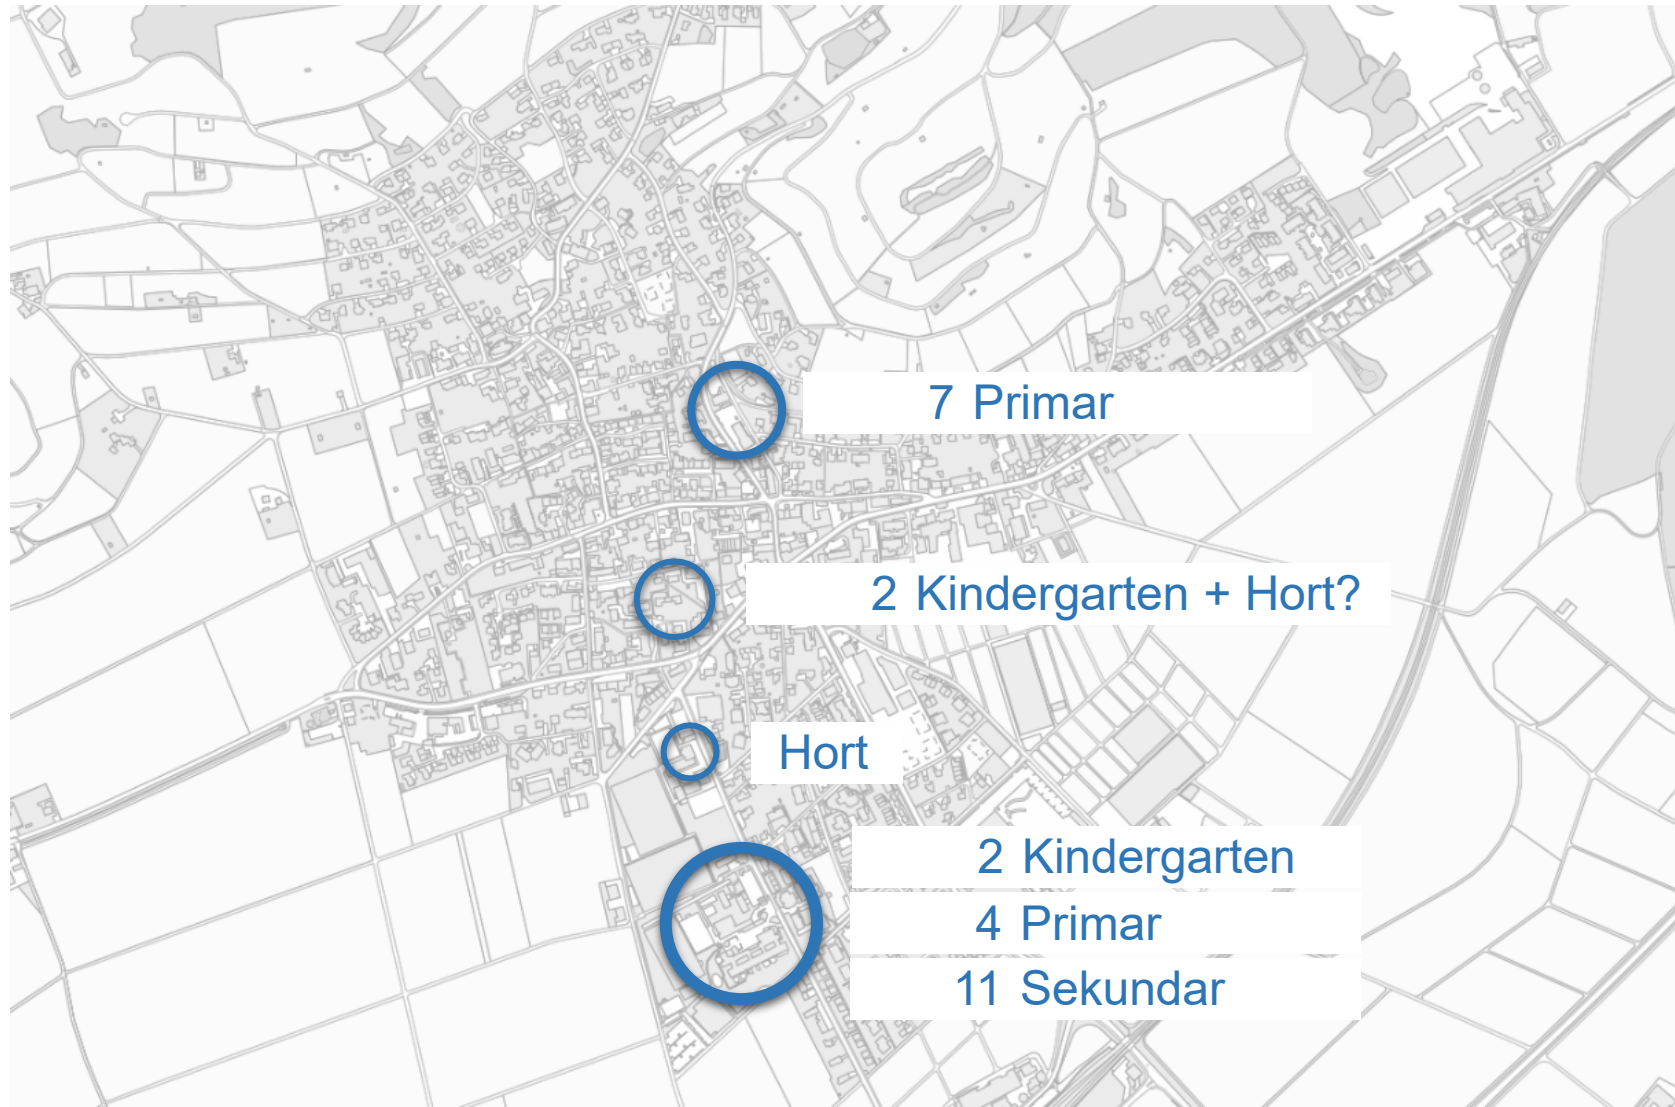 7 Primar
2 Kindergarten + Hort?
Hort
2 Kindergarten
4 Primar
11 Sekundar